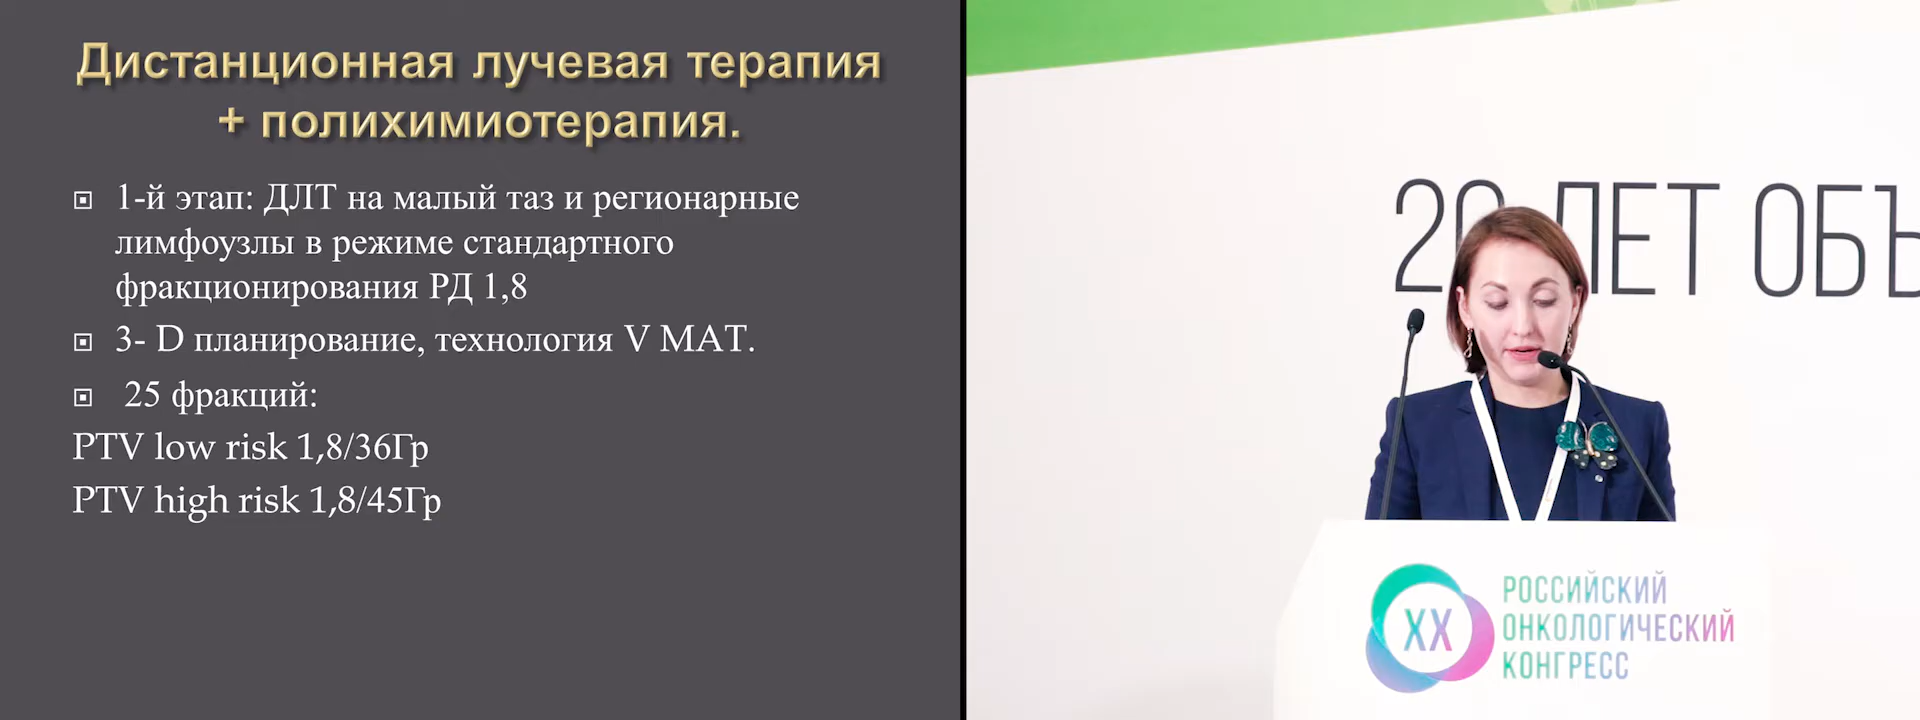 Дистанционная лучевая терапия
+ полихимиотерапия.
1-й этап: ДЛТ на малый таз и регионарные
лимфоузлы в режиме стандартного
фракционирования РД 1,8
3- D планирование, технология V MAT.
25 фракций:
PTV low risk 1,8/36Гр
PTV high risk 1,8/45Гр
20 ЛЕТ ОБЪ
XX
РОССИЙСКИЙ
ОНКОЛОГИЧЕСКИЙ
КОНГРЕСС